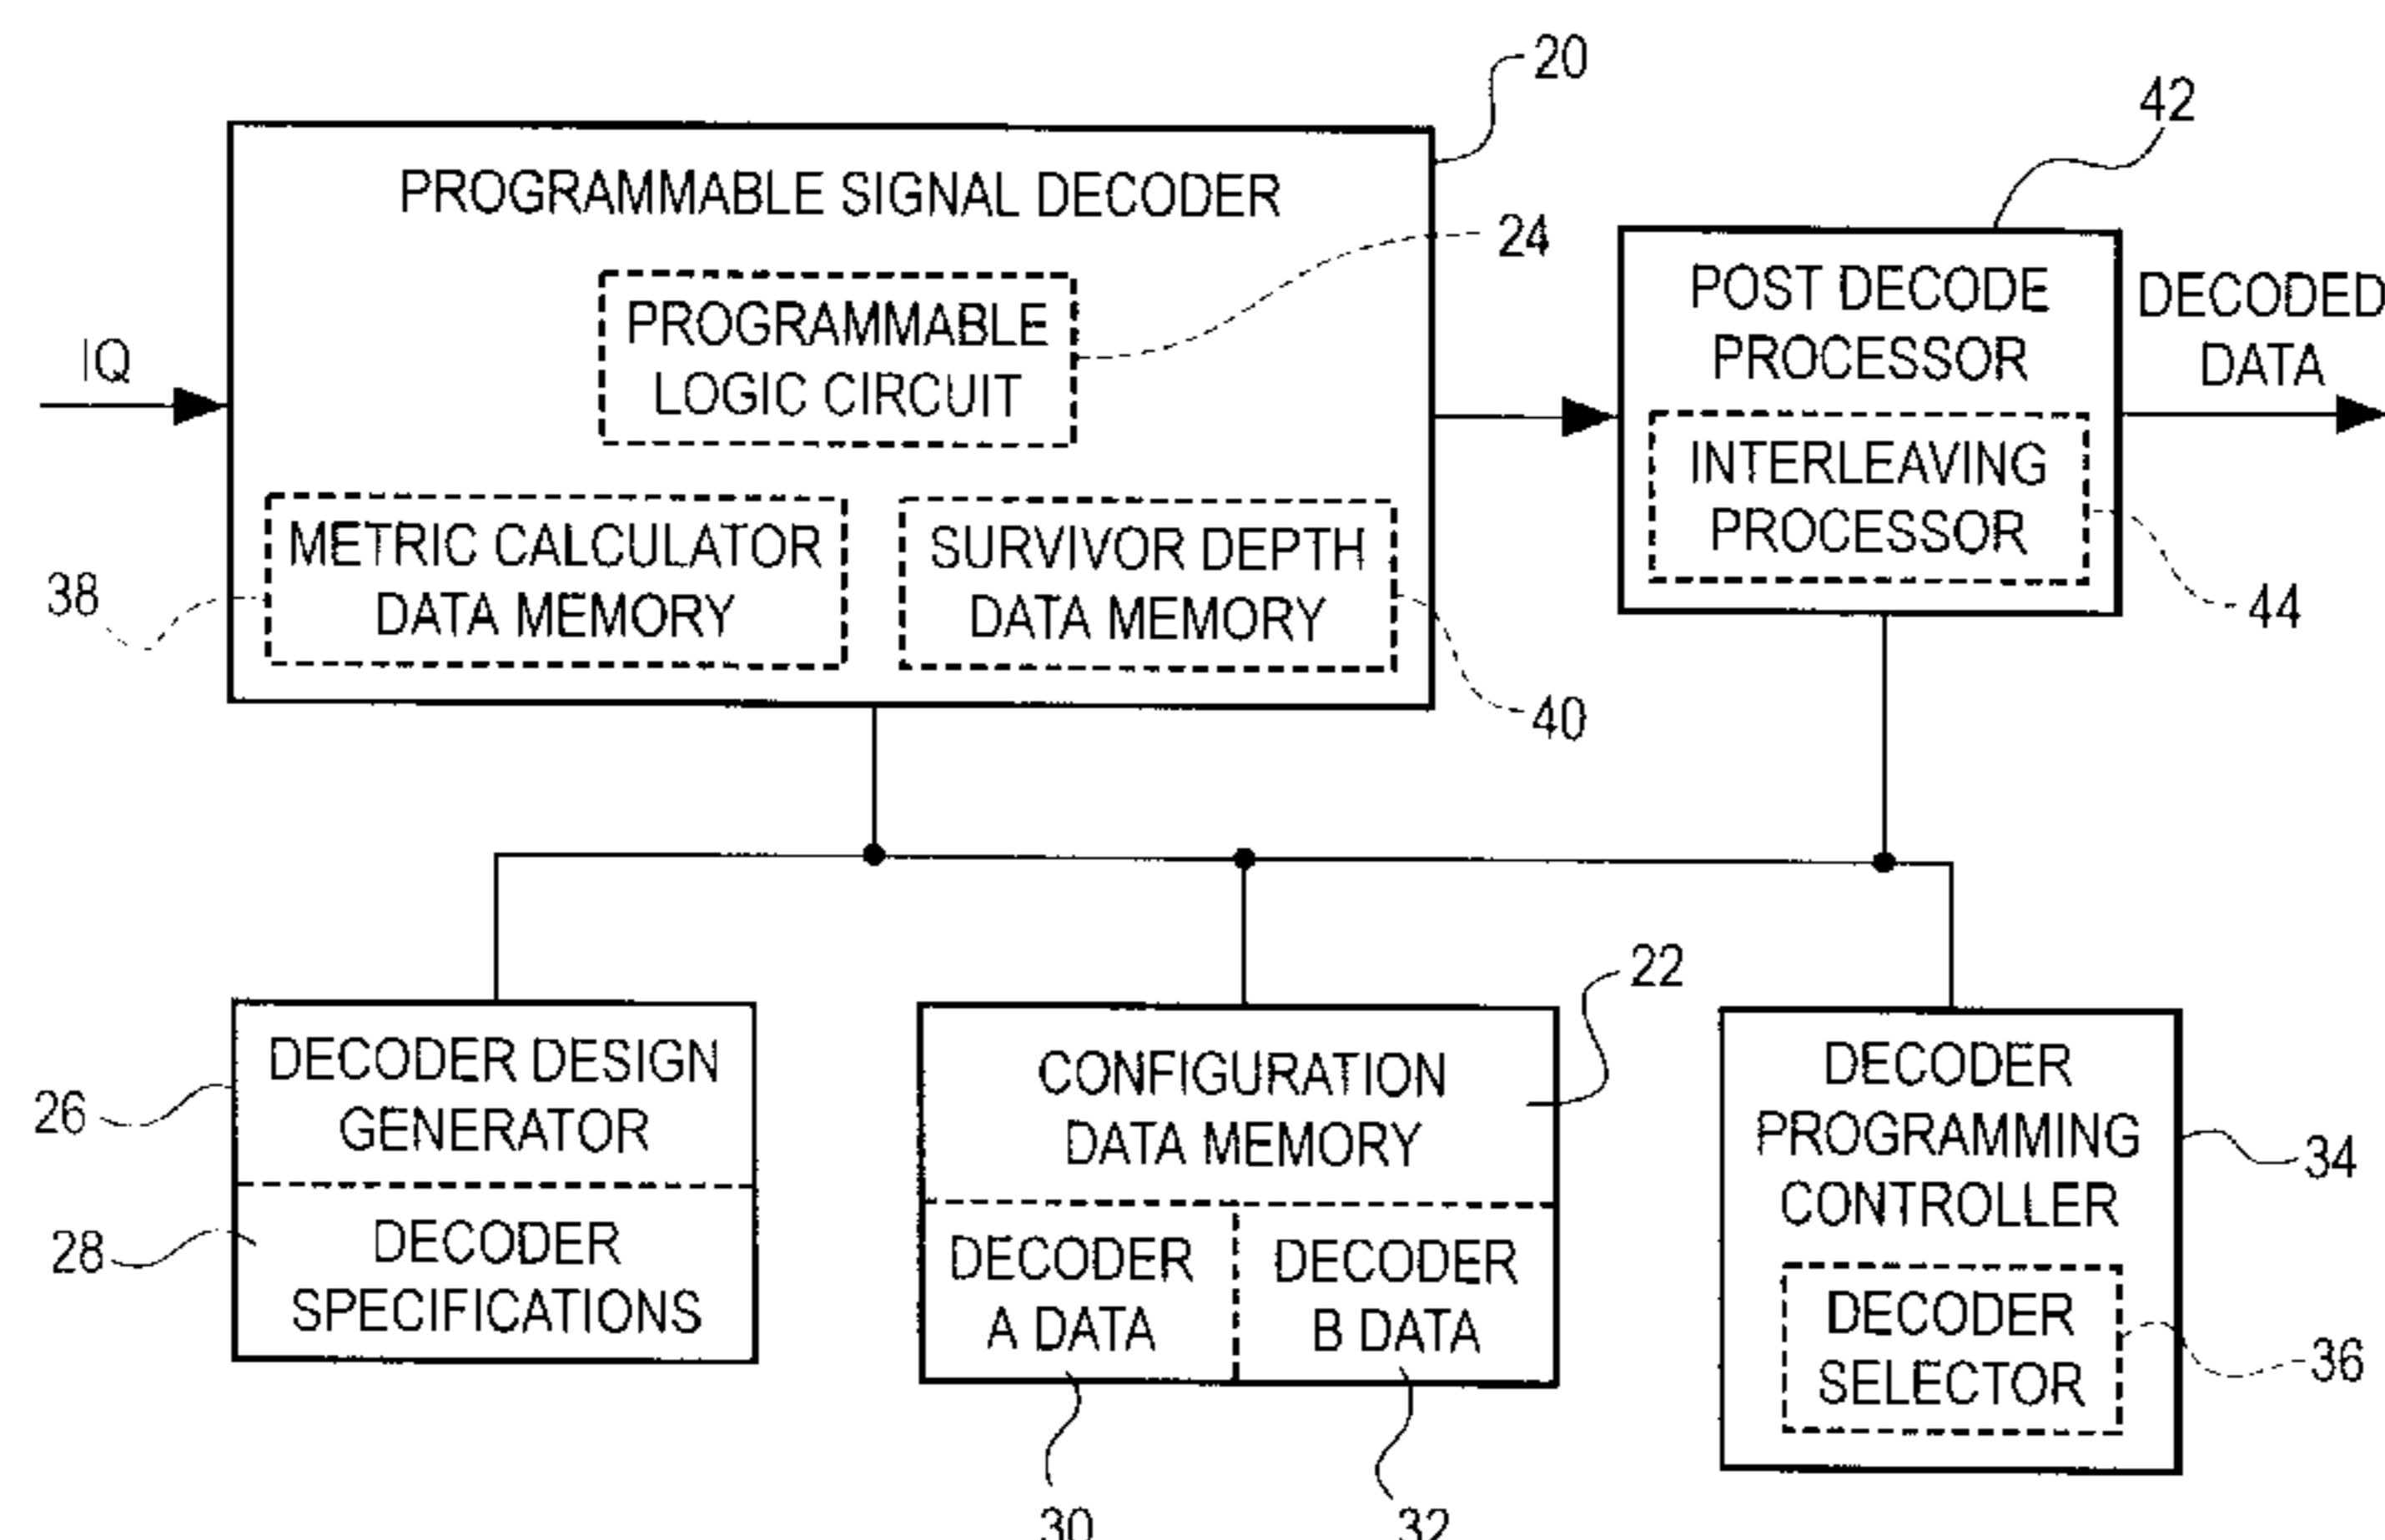 20
42
PROGRAMMABLE SIGNAL DECODER
24
PROGRAMMABLE
LOGIC CIRCUIT
IQ
POST DECODE
PROCESSOR
DECODED
DATA
INTERLEAVING
PROCESSOR
METRIC CALCULATOR
DATA MEMORY
SURVIVOR DEPTH
DATA MEMORY
38
44
40
22
DECODER DESIGN
GENERATOR
26
CONFIGURATION
DATA MEMORY
DECODER
PROGRAMMING
CONTROLLER
34
28
DECODER
SPECIFICATIONS
DECODER
A DATA
DECODER
B DATA
DECODER
SELECTOR
36
30
32